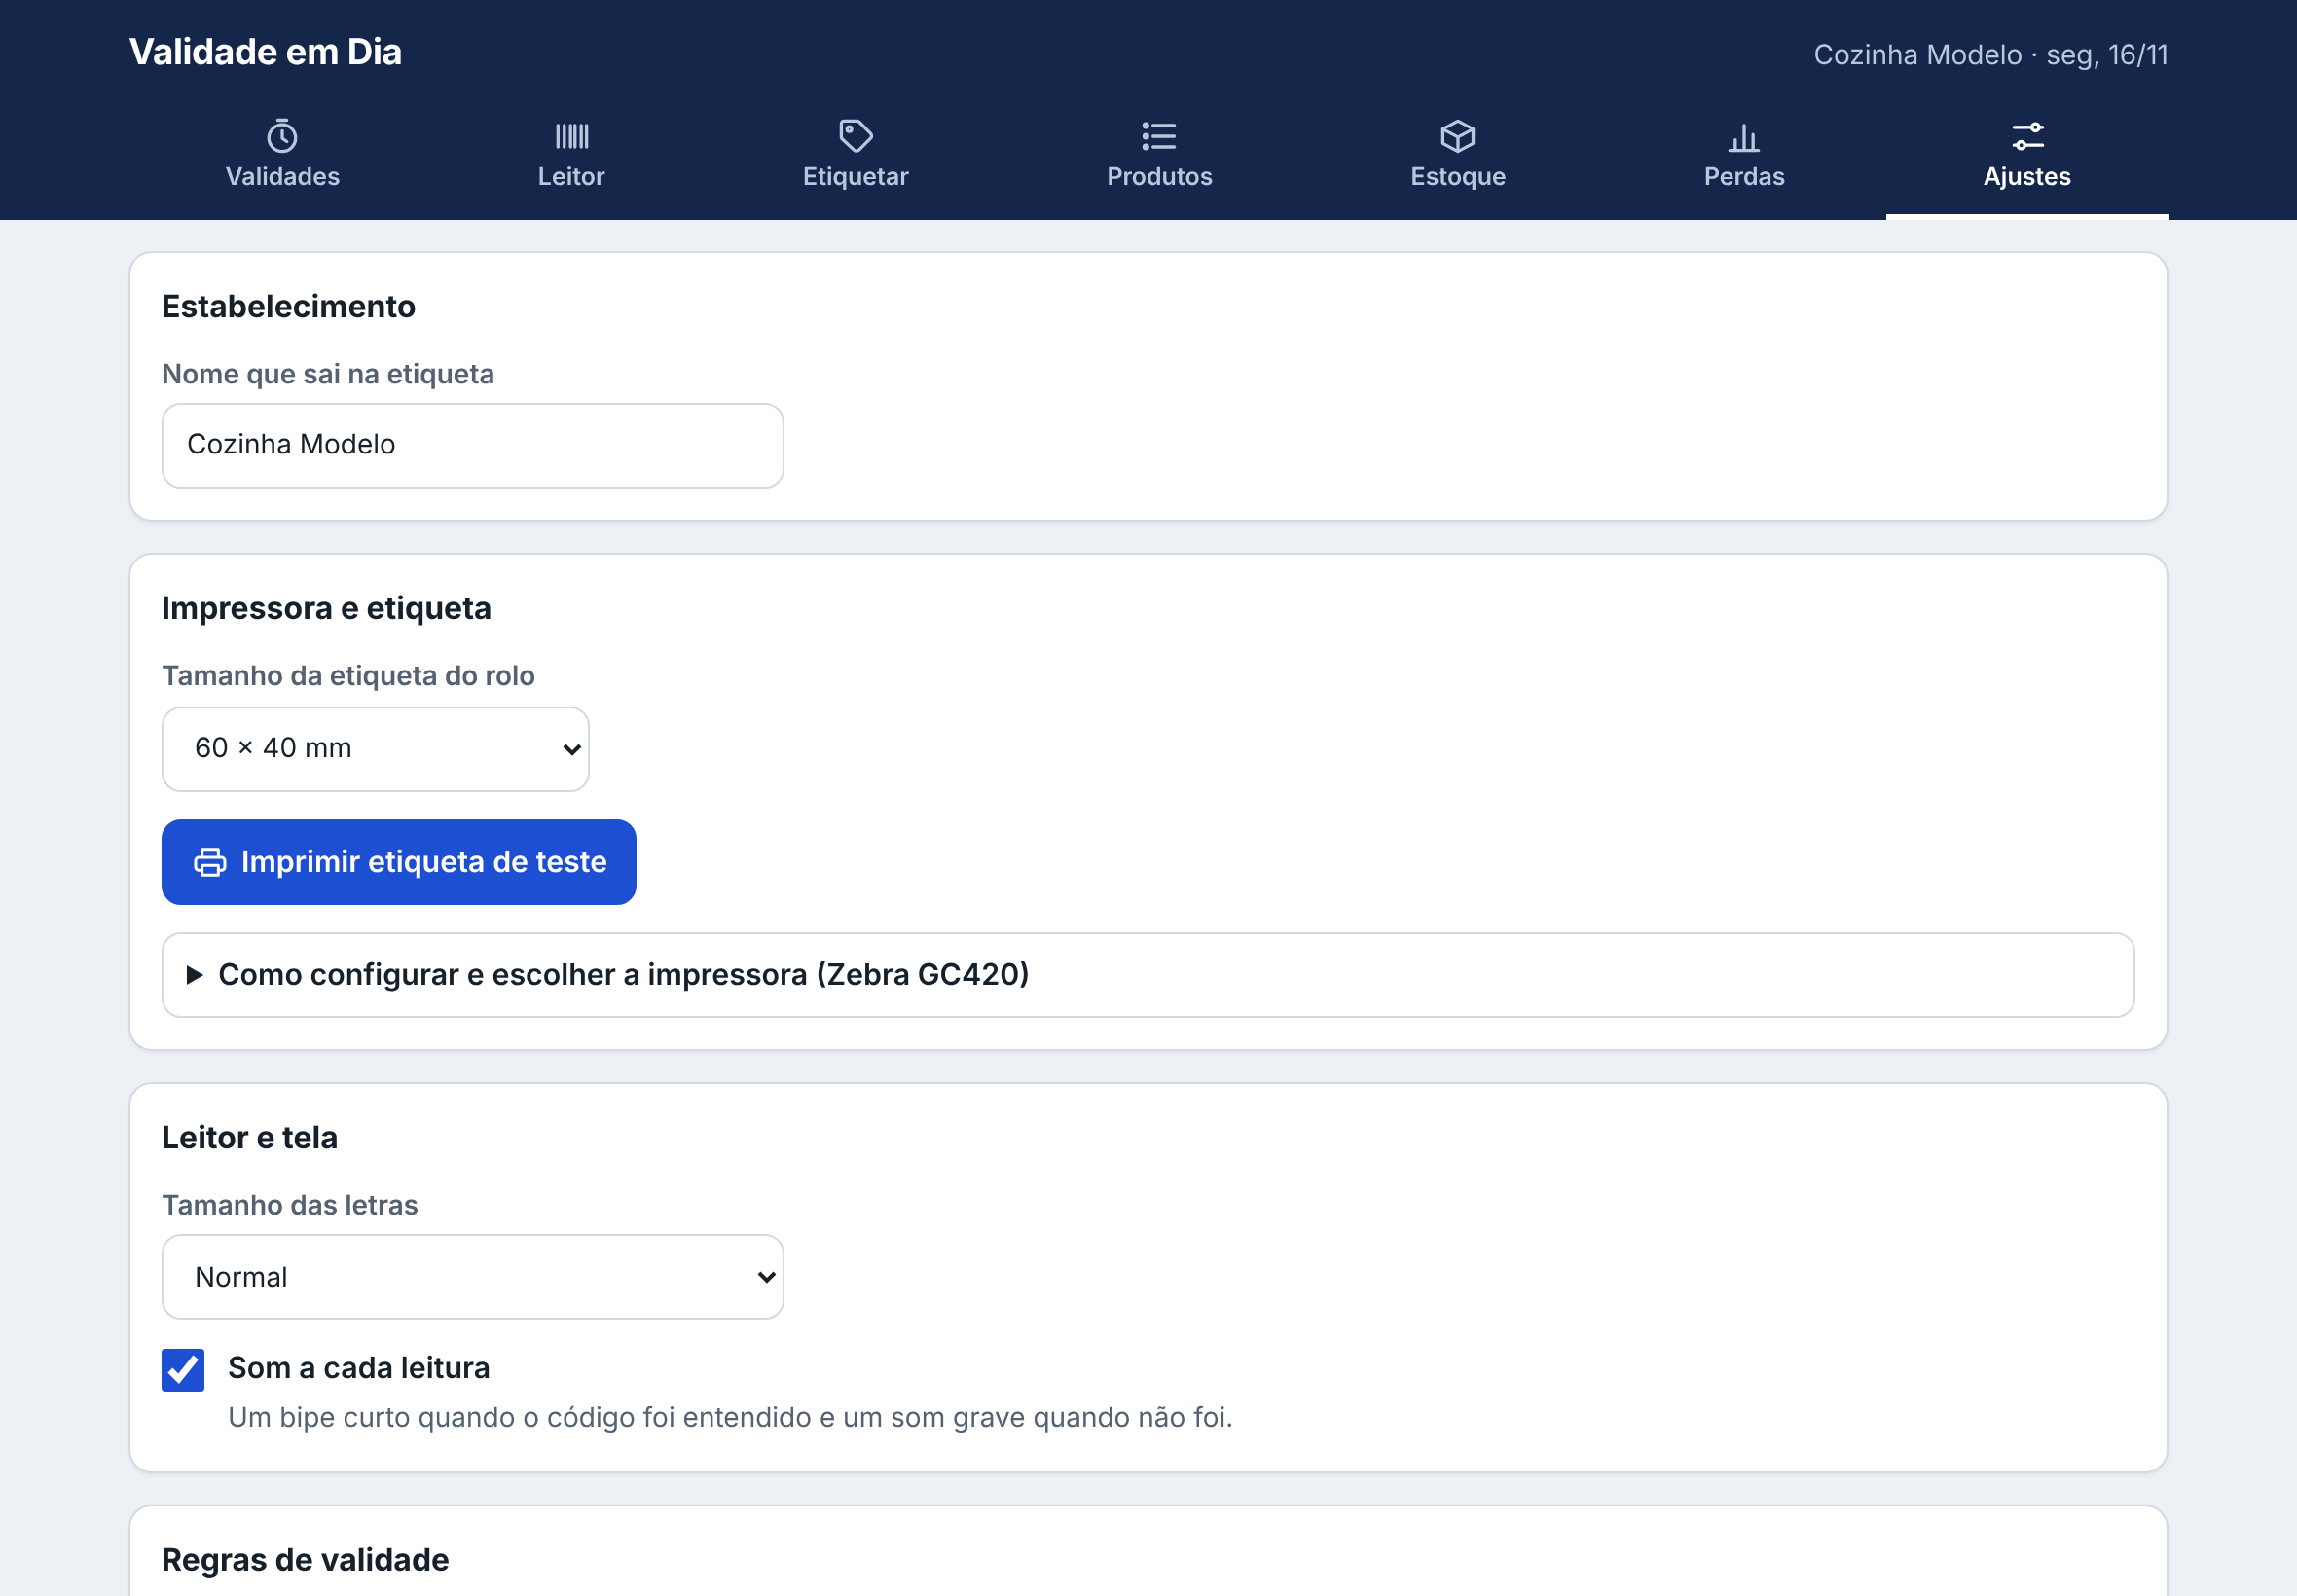 Validade em Dia
Cozinha Modelo · seg, 16/11
Validades
Leitor
Etiquetar
Produtos
Estoque
Perdas
Ajustes
Estabelecimento
Nome que sai na etiqueta
Cozinha Modelo
Impressora e etiqueta
Tamanho da etiqueta do rolo
60 × 40 mm
Imprimir etiqueta de teste
Como configurar e escolher a impressora (Zebra GC420)
Leitor e tela
Tamanho das letras
Normal
Som a cada leitura
Um bipe curto quando o código foi entendido e um som grave quando não foi.
Regras de validade